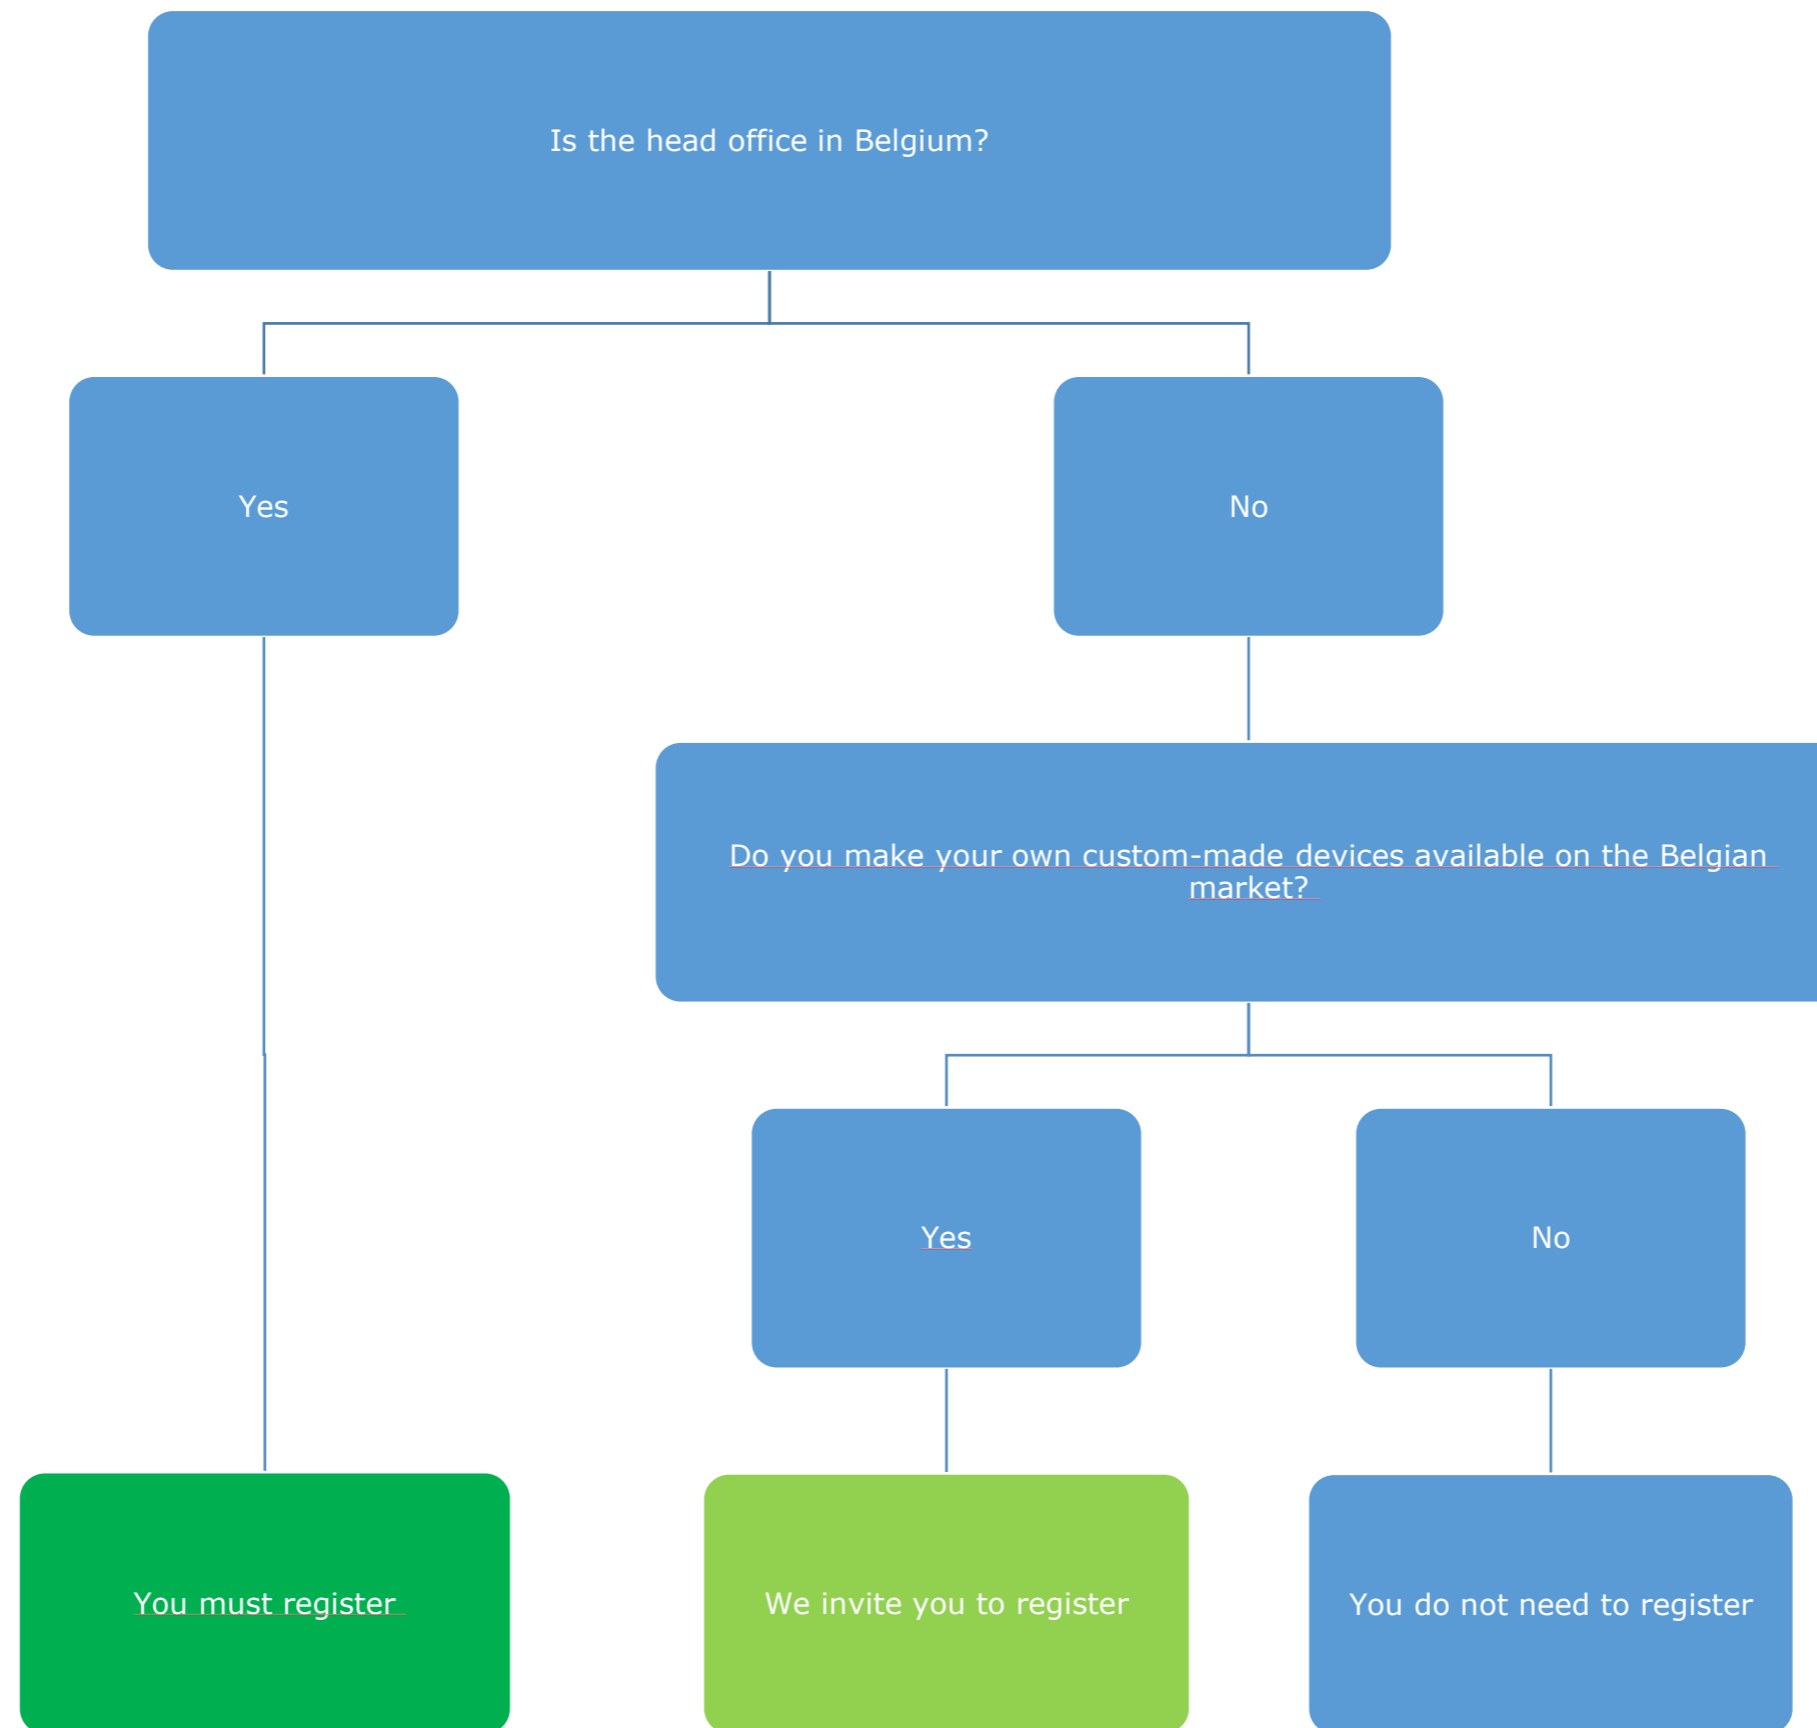 Is the head office in Belgium?
Yes
No
Do you make your own custom-made devices available on the Belgian
market?
Yes
No
You must register
We invite you to register
You do not need to register